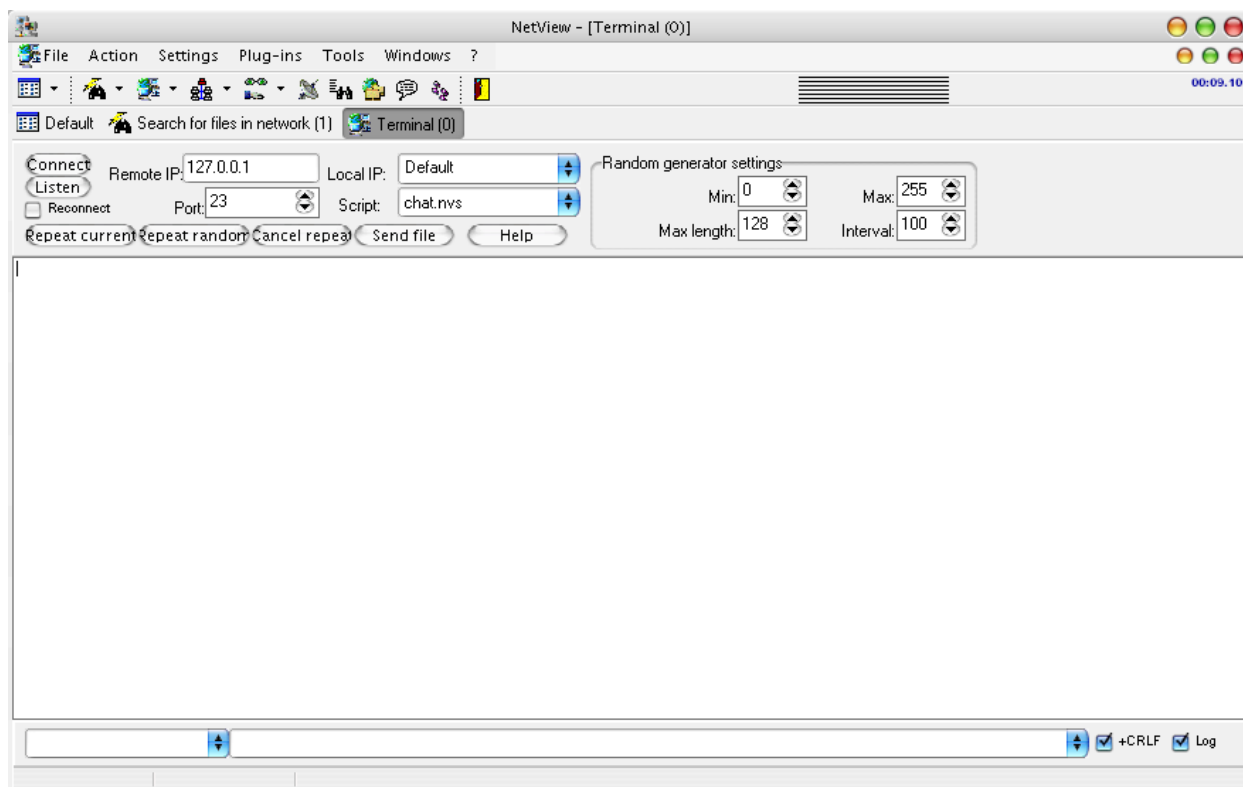 NetView - [Terminal (0)]
File Action Settings Plug-ins Tools Windows ?
00:09.10
Default Search for files in network (1) Terminal (0)
Connect Remote IP: 127.0.0.1 Local IP: Default Random generator settings
Listen Min: 0 Max: 255
Reconnect Port: 23 Script: chat.nvs
Max length: 128 Interval: 100
Repeat current Repeat random Cancel repeat Send file Help
+CRLF Log